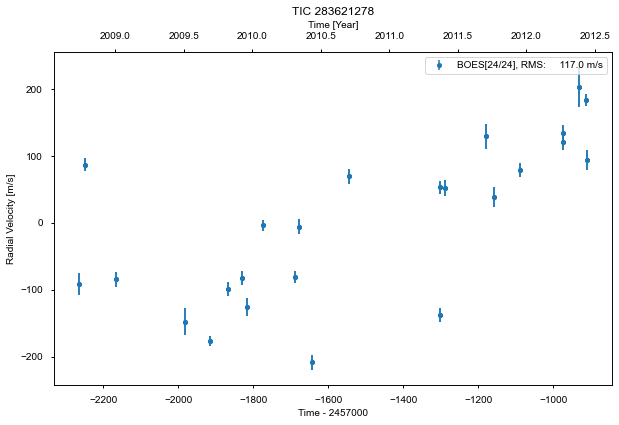 TIC 283621278
Time [Year]
2009.0 2009.5 2010.0 2010.5 2011.0 2011.5 2012.0 2012.5
BOES[24/24], RMS: 117.0 m/s
200
100
0
−100
−200
Radial Velocity [m/s]
−2200 −2000 −1800 −1600 −1400 −1200 −1000
Time - 2457000